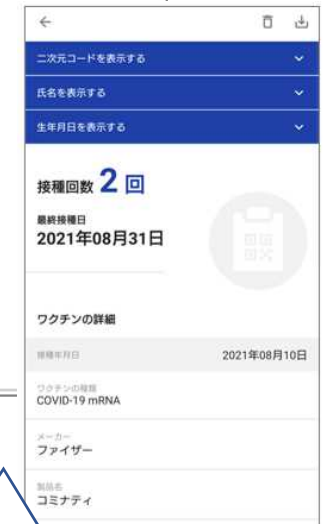 二次元コードを表示する
氏名を表示する
生年月日を表示する
接種回数 2 回
最終接種日
2021年08月31日
ワクチンの詳細
接種年月日 2021年08月10日
ワクチンの種類
COVID-19 mRNA
メーカー
ファイザー
製品名
コミナティ